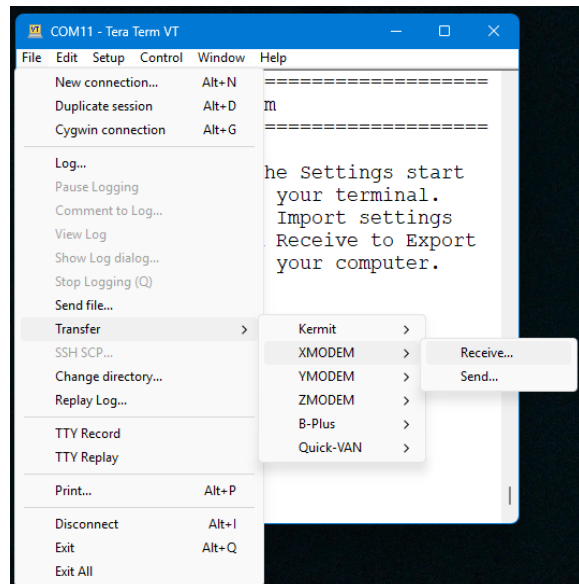 COM11 - Tera Term VT
File Edit Setup Control Window Help
New connection... Alt+N
Duplicate session Alt+D
Cygwin connection Alt+G
Log...
Pause Logging
Comment to Log...
View Log
Show Log dialog...
Stop Logging (Q)
Send file...
Transfer >
SSH SCP...
Change directory...
Replay Log...
TTY Record
TTY Replay
Print... Alt+P
Disconnect Alt+I
Exit Alt+Q
Exit All
Kermit >
XMODEM >
YMODEM >
ZMODEM >
B-Plus >
Quick-VAN >
Receive...
Send...
====================
m
====================
he Settings start
your terminal.
Import settings
Receive to Export
your computer.